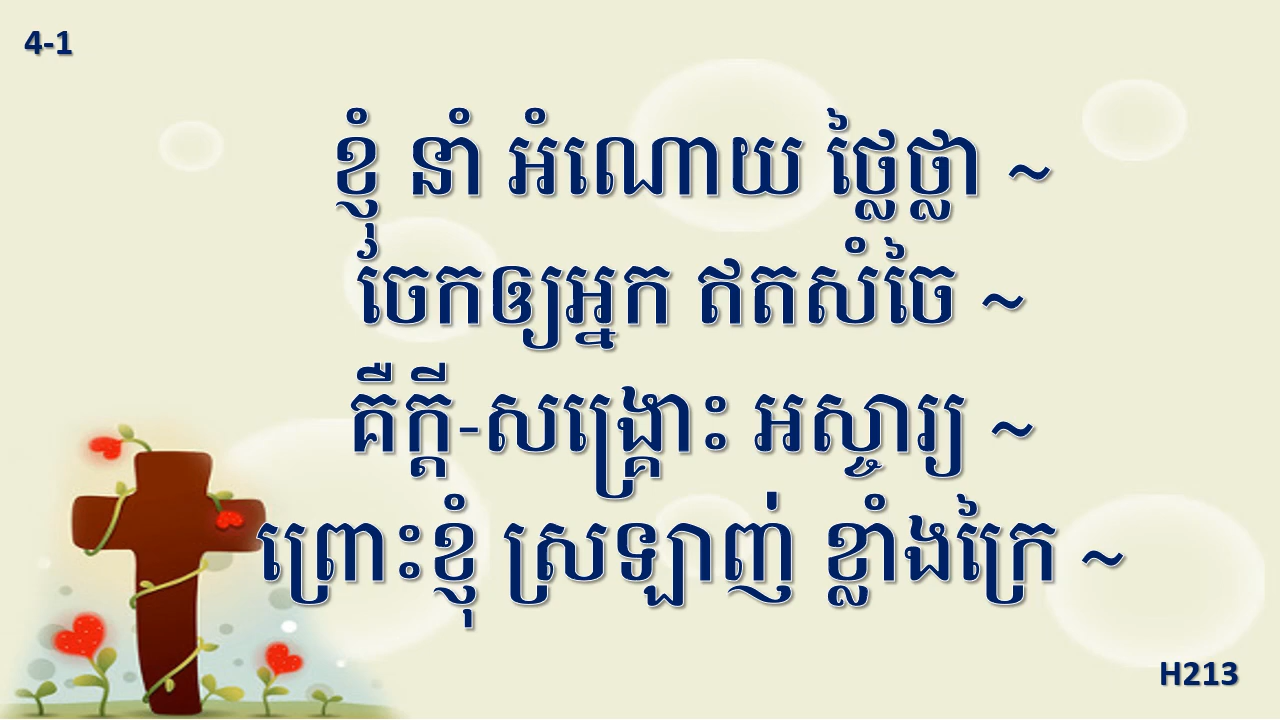 4-1
ខ្ញុំ នាំ អំណោយ ថ្លៃថ្លា ~
ចែកឲ្យអ្នក ឥតសំចៃ ~
គឺក្តី-សង្គ្រោះ អស្ចារ្យ ~
ព្រោះខ្ញុំ ស្រឡាញ់ ខ្លាំងក្រៃ ~
H213